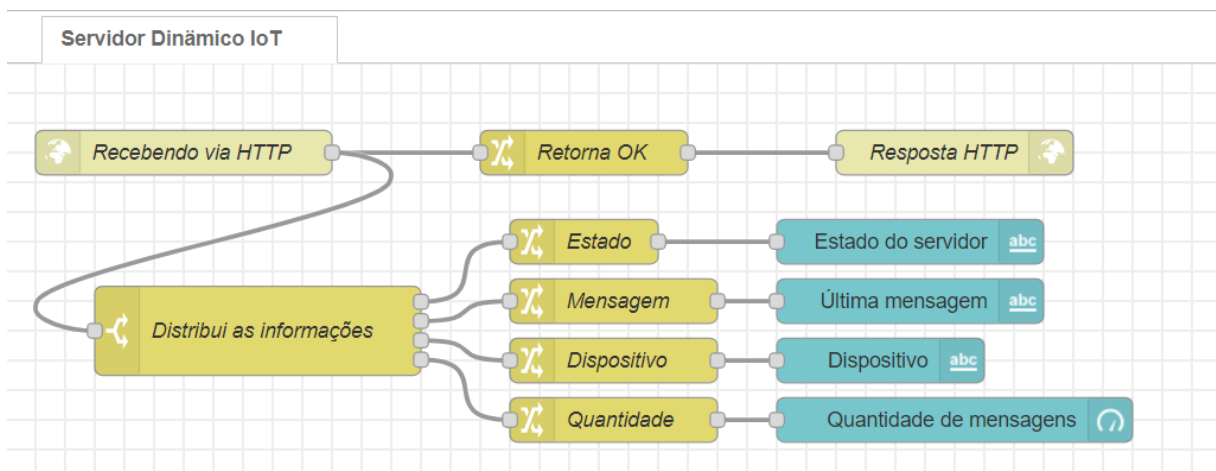 Servidor Dinâmico IoT
Recebendo via HTTP
Retorna OK
Resposta HTTP
Estado
Estado do servidor
abc
Distribui as informações
Mensagem
Última mensagem
abc
Dispositivo
Dispositivo
abc
Quantidade
Quantidade de mensagens